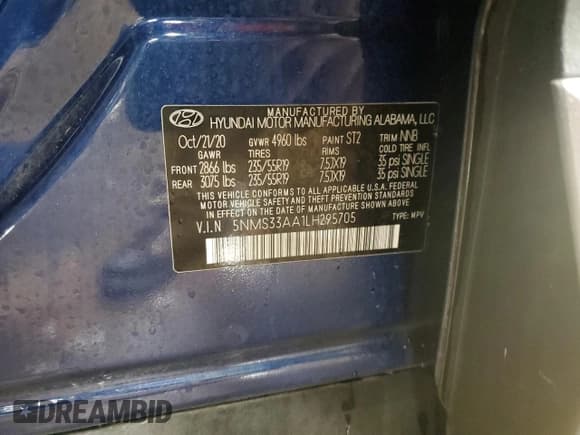 MANUFACTURED BY
HYUNDAI MOTOR MANUFACTURING ALABAMA, LLC
Oct/21/20 GVWR 4960 lbs PAINT ST2 TRIM NNB
GAWR TIRES RIMS COLD TIRE INFL
FRONT 2866 lbs 235/55R19 7.5JX19 35 psi SINGLE
REAR 3075 lbs 235/55R19 7.5JX19 35 psi SINGLE
THIS VEHICLE CONFORMS TO ALL APPLICABLE U.S.A. FEDERAL
MOTOR VEHICLE SAFETY, BUMPER, AND THEFT PREVENTION
STANDARDS IN EFFECT ON THE DATE OF MANUFACTURE SHOWN ABOVE.
V.I.N 5NMS33AA1LH295705 TYPE: MPV
DREAMBID